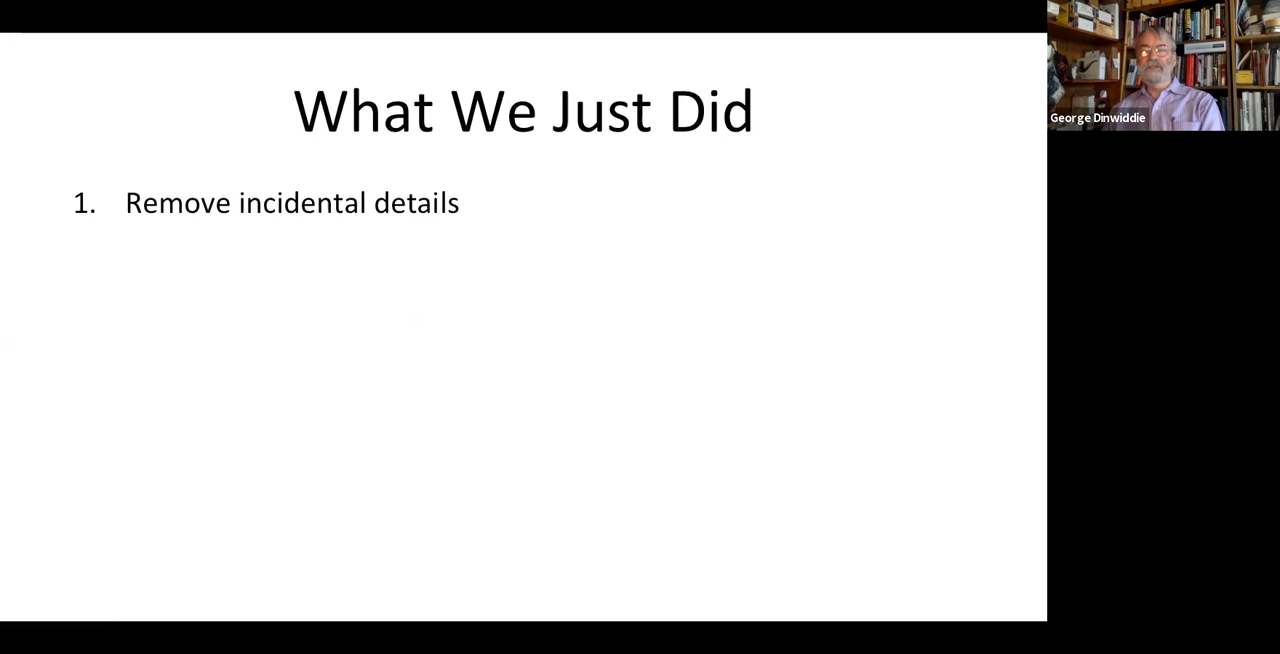 What We Just Did
1. Remove incidental details
George Dinwiddie